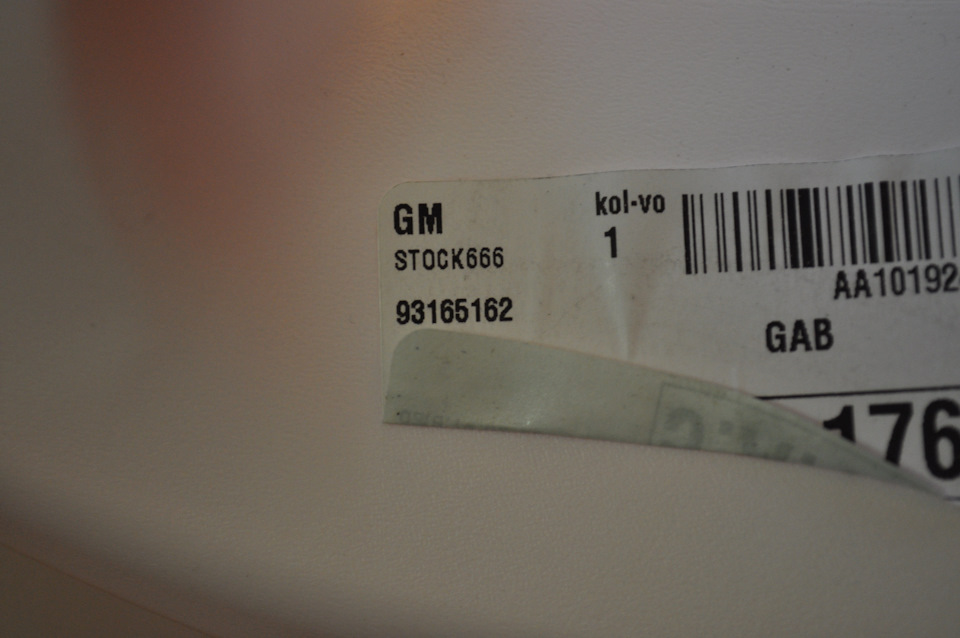 GM
kol-vo
STOCK666
1
AA10192
93165162
GAB
176